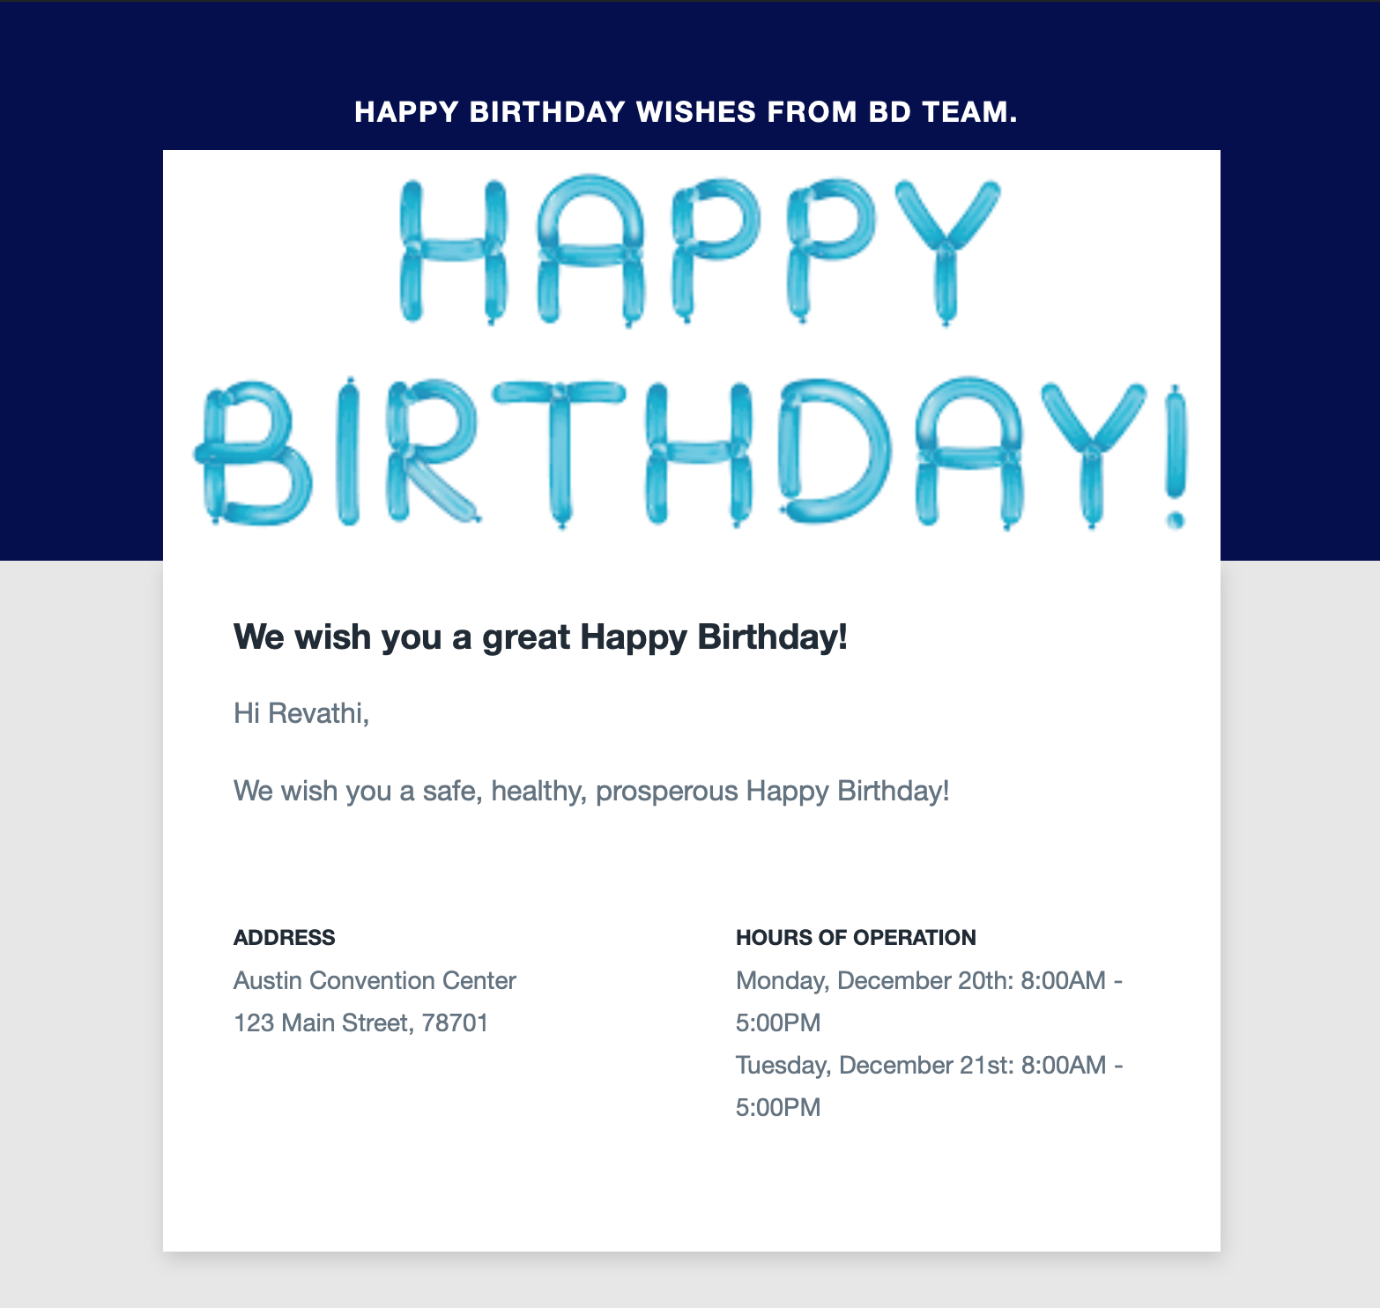 HAPPY BIRTHDAY WISHES FROM BD TEAM.
HAPPY
BIRTHDAY!
We wish you a great Happy Birthday!
Hi Revathi,
We wish you a safe, healthy, prosperous Happy Birthday!
ADDRESS
Austin Convention Center
123 Main Street, 78701
HOURS OF OPERATION
Monday, December 20th: 8:00AM -
5:00PM
Tuesday, December 21st: 8:00AM -
5:00PM